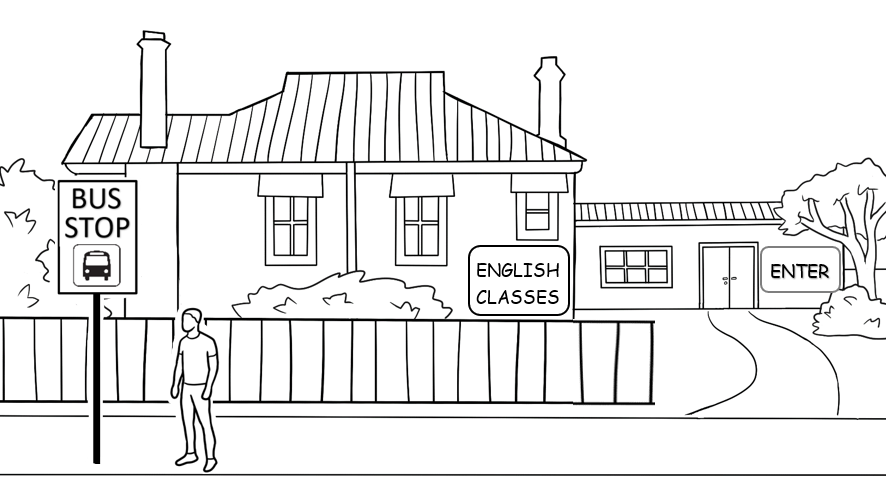 BUS
STOP
ENGLISH
CLASSES
ENTER